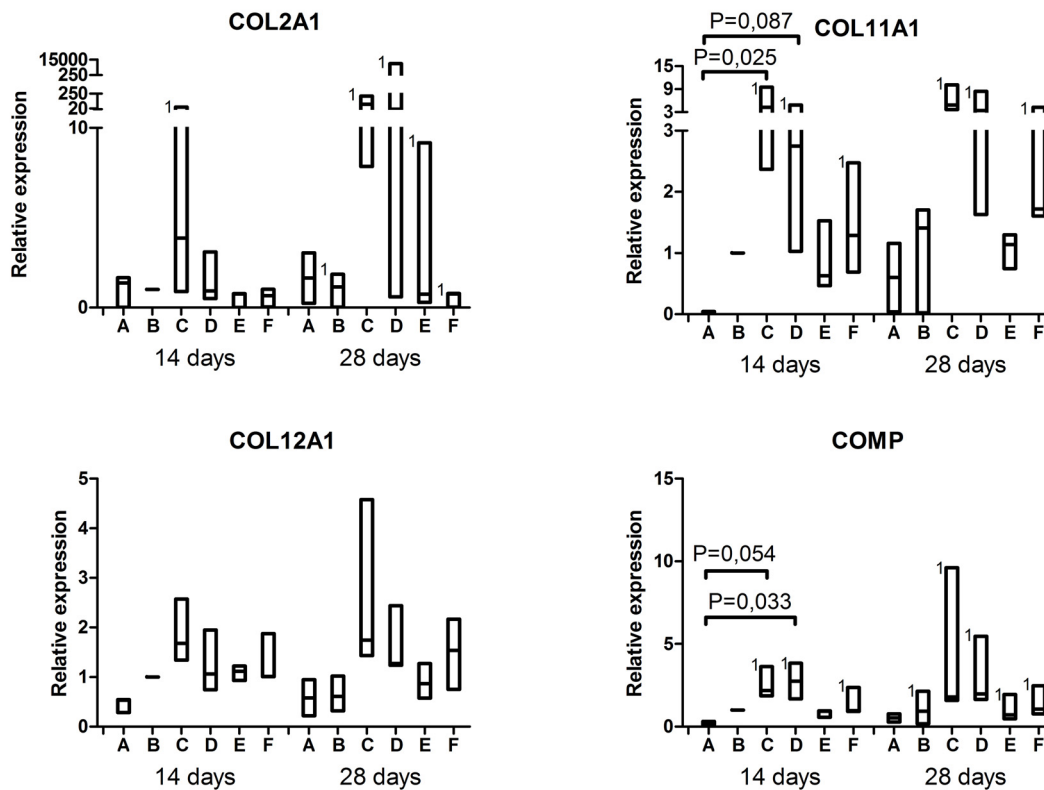 COL2A1
15000
250
250
20
10
0
Relative expression
1
1
1
1
1
1
A B C D E F A B C D E F
14 days 28 days
P=0,087
COL11A1
P=0,025
15
9
3
3
2
1
0
Relative expression
1
1
1
1
1
1
A B C D E F A B C D E F
14 days 28 days
COL12A1
5
4
3
2
1
0
Relative expression
A B C D E F A B C D E F
14 days 28 days
COMP
15
10
5
0
Relative expression
P=0,054
P=0,033
1
1
1
1
1
1
1
1
A B C D E F A B C D E F
14 days 28 days